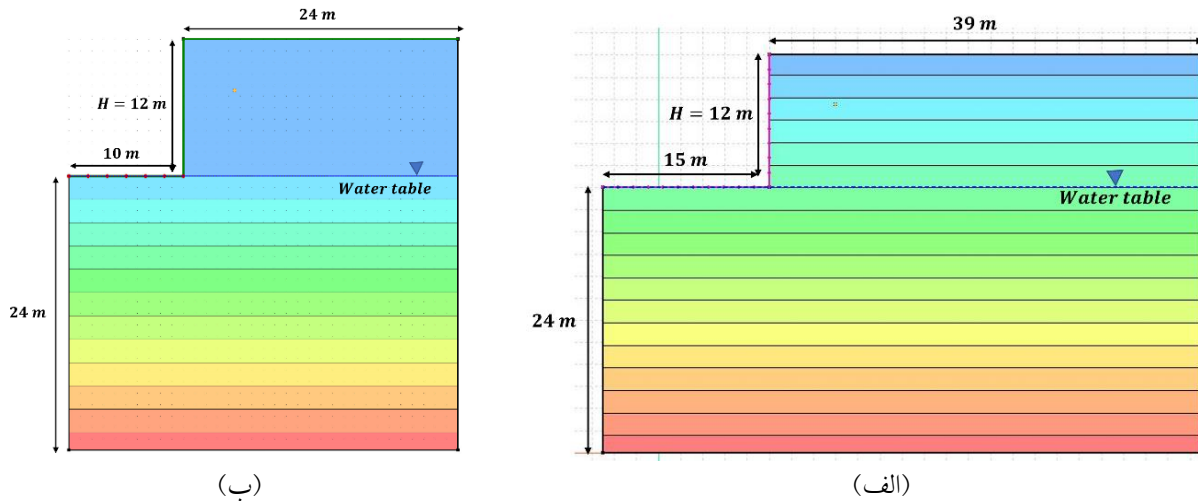 24 m
H = 12 m
10 m
Water table
24 m
(ب)
39 m
H = 12 m
15 m
Water table
24 m
(الف)